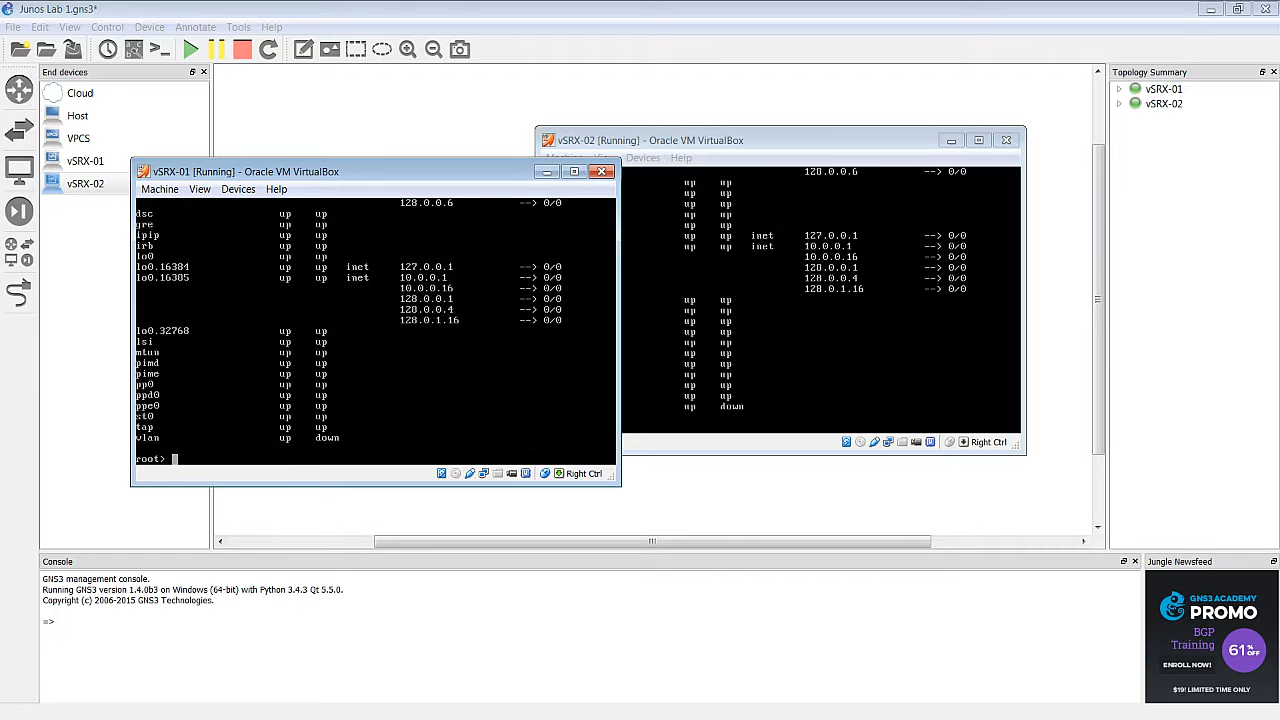 Junos Lab 1.gns3*
File Edit View Control Device Annotate Tools Help
End devices
Cloud
Host
VPCS
vSRX-01
vSRX-02
Topology Summary
vSRX-01
vSRX-02
vSRX-02 [Running] - Oracle VM VirtualBox
Devices Help
128.0.0.6 --> 0/0
up up
up up
up up
up up
up up
up up inet 127.0.0.1 --> 0/0
up up inet 10.0.0.1 --> 0/0
10.0.0.16 --> 0/0
128.0.0.1 --> 0/0
128.0.0.4 --> 0/0
128.0.1.16 --> 0/0
up up
up up
up up
up up
up up
up up
up up
up up
up up
up up
up down
Right Ctrl
vSRX-01 [Running] - Oracle VM VirtualBox
Machine View Devices Help
128.0.0.6 --> 0/0
dsc up up
gre up up
ipip up up
irb up up
lo0 up up
lo0.16384 up up inet 127.0.0.1 --> 0/0
lo0.16385 up up inet 10.0.0.1 --> 0/0
10.0.0.16 --> 0/0
128.0.0.1 --> 0/0
128.0.0.4 --> 0/0
128.0.1.16 --> 0/0
lo0.32768 up up
lsi up up
mtun up up
pimd up up
pime up up
pp0 up up
ppd0 up up
ppe0 up up
st0 up up
tap up up
vlan up down
root>
Right Ctrl
Console
GNS3 management console.
Running GNS3 version 1.4.0b3 on Windows (64-bit) with Python 3.4.3 Qt 5.5.0.
Copyright (c) 2006-2015 GNS3 Technologies.
=>
Jungle Newsfeed
GNS3 ACADEMY
PROMO
BGP
Training
61% OFF
ENROLL NOW!
$19! LIMITED TIME ONLY